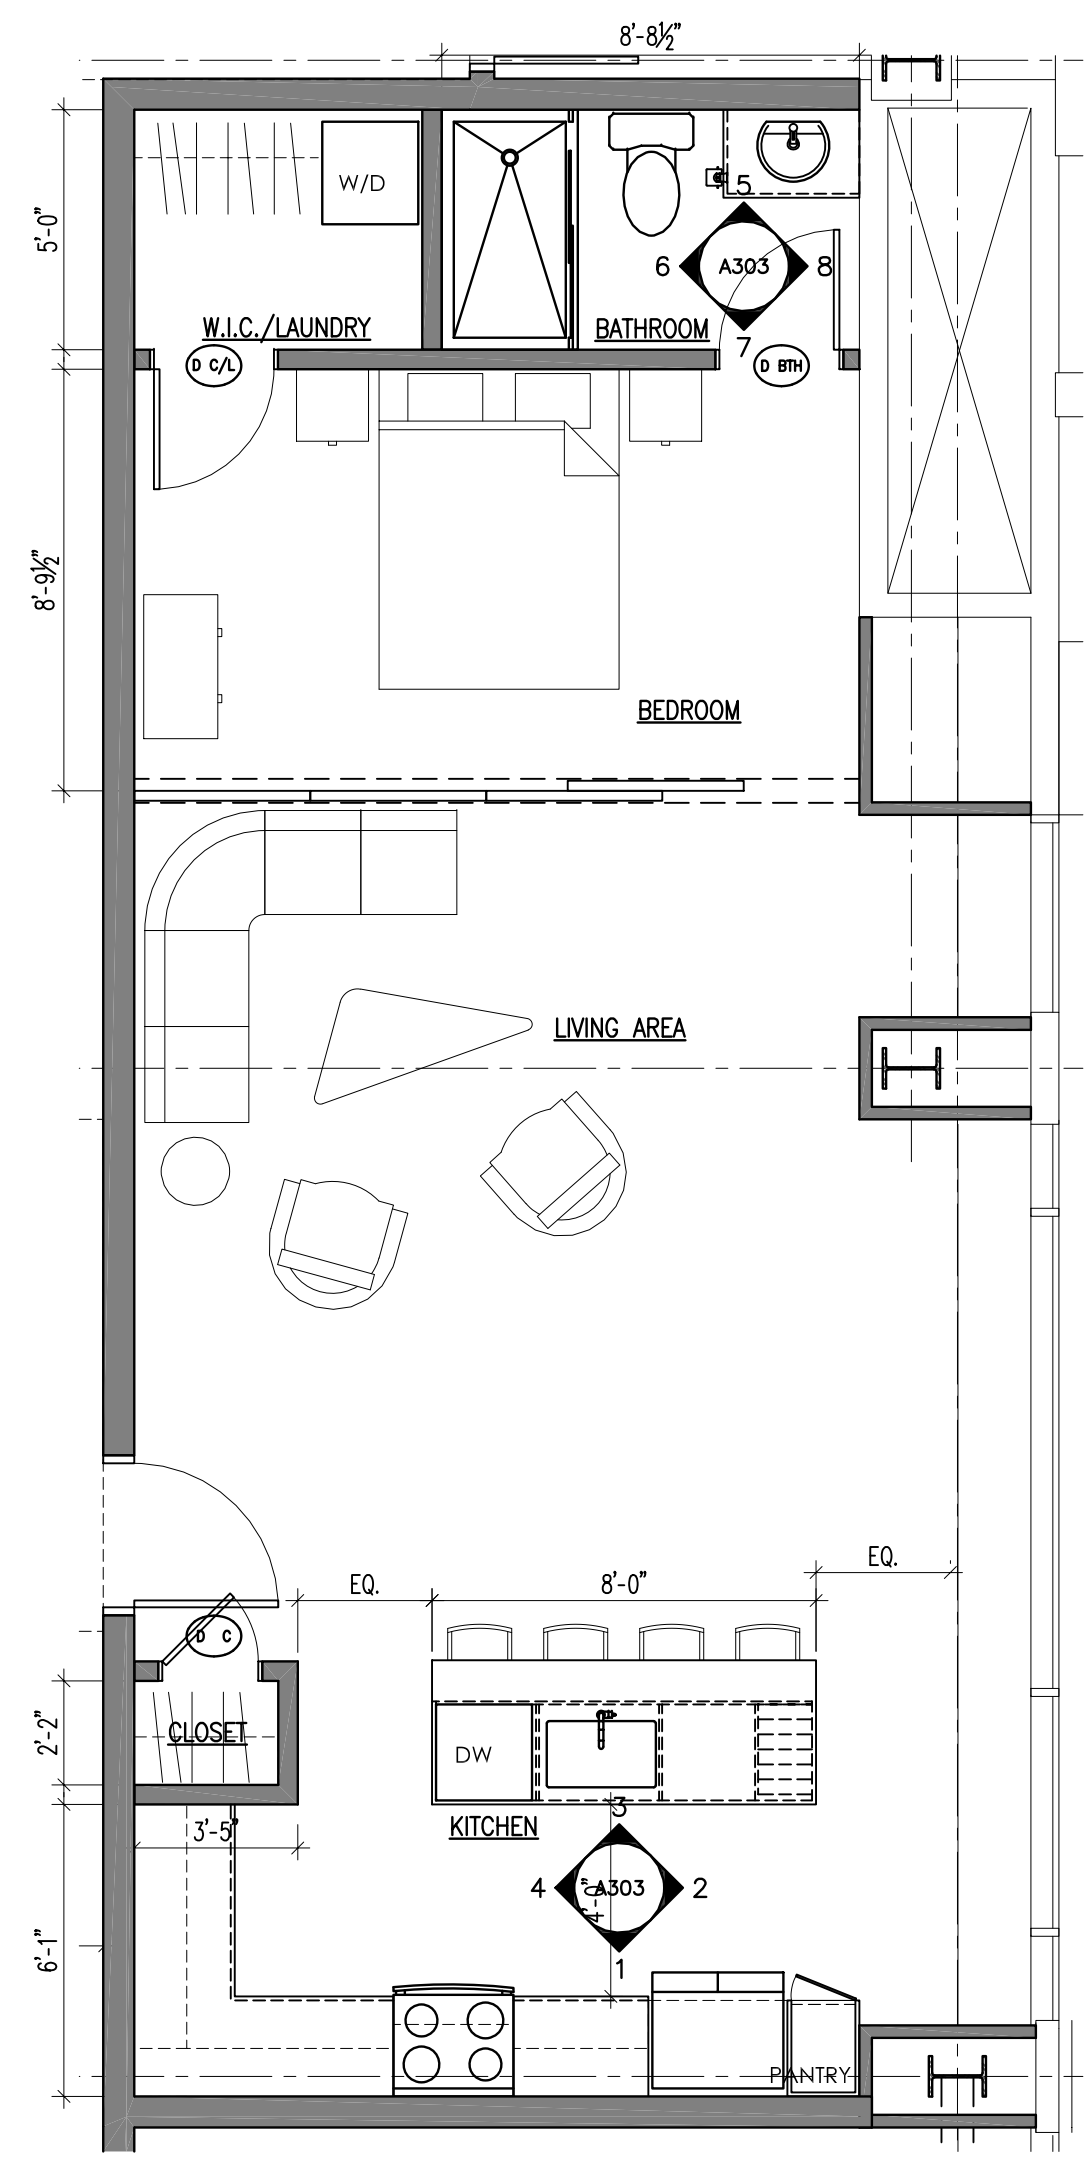 8'-8½"
W/D
5'-0"
5
6
A303
8
7
W.I.C./LAUNDRY
BATHROOM
D C/L
D BTH
8'-9½"
BEDROOM
LIVING AREA
EQ.
EQ.
8'-0"
D C
2'-2"
CLOSET
DW
3
KITCHEN
3'-5"
4
A303
2
4'-0"
6'-1"
1
PANTRY